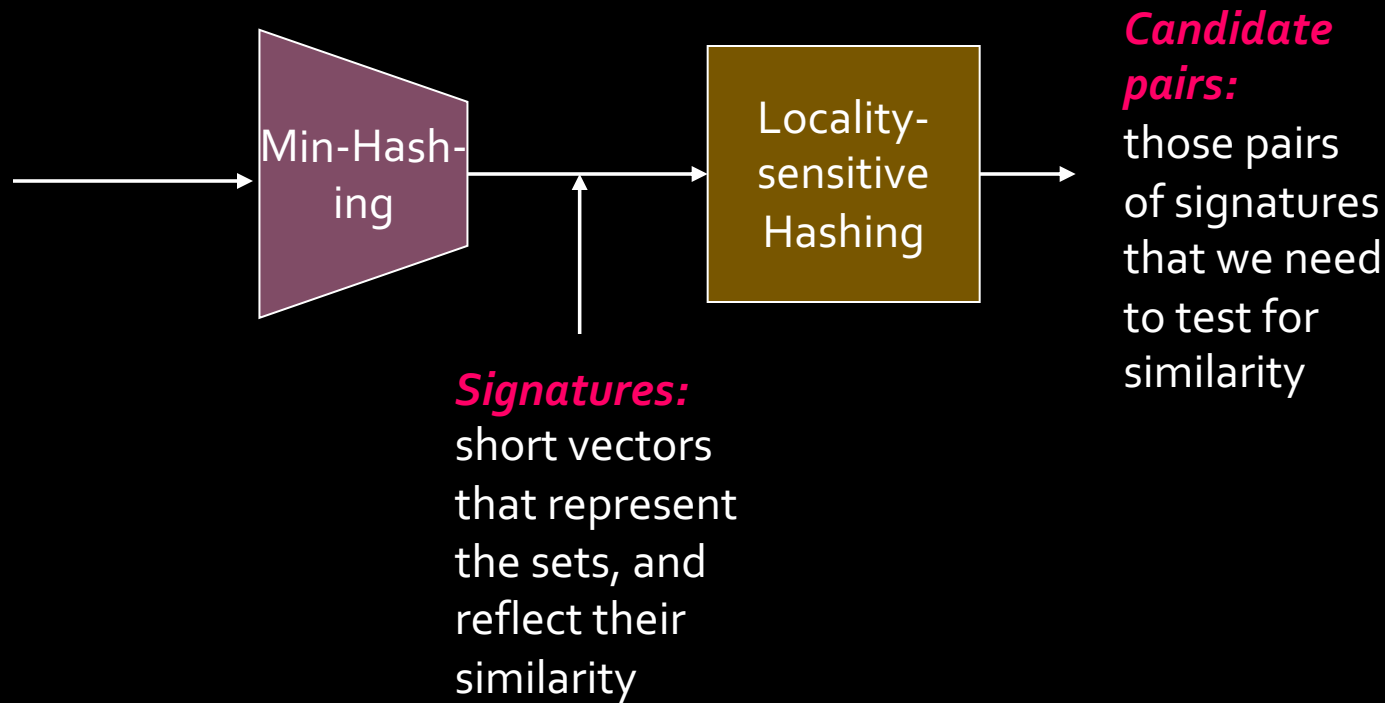 Min-Hash-
ing
Locality-
sensitive
Hashing
Candidate
pairs:
those pairs
of signatures
that we need
to test for
similarity
Signatures:
short vectors
that represent
the sets, and
reflect their
similarity